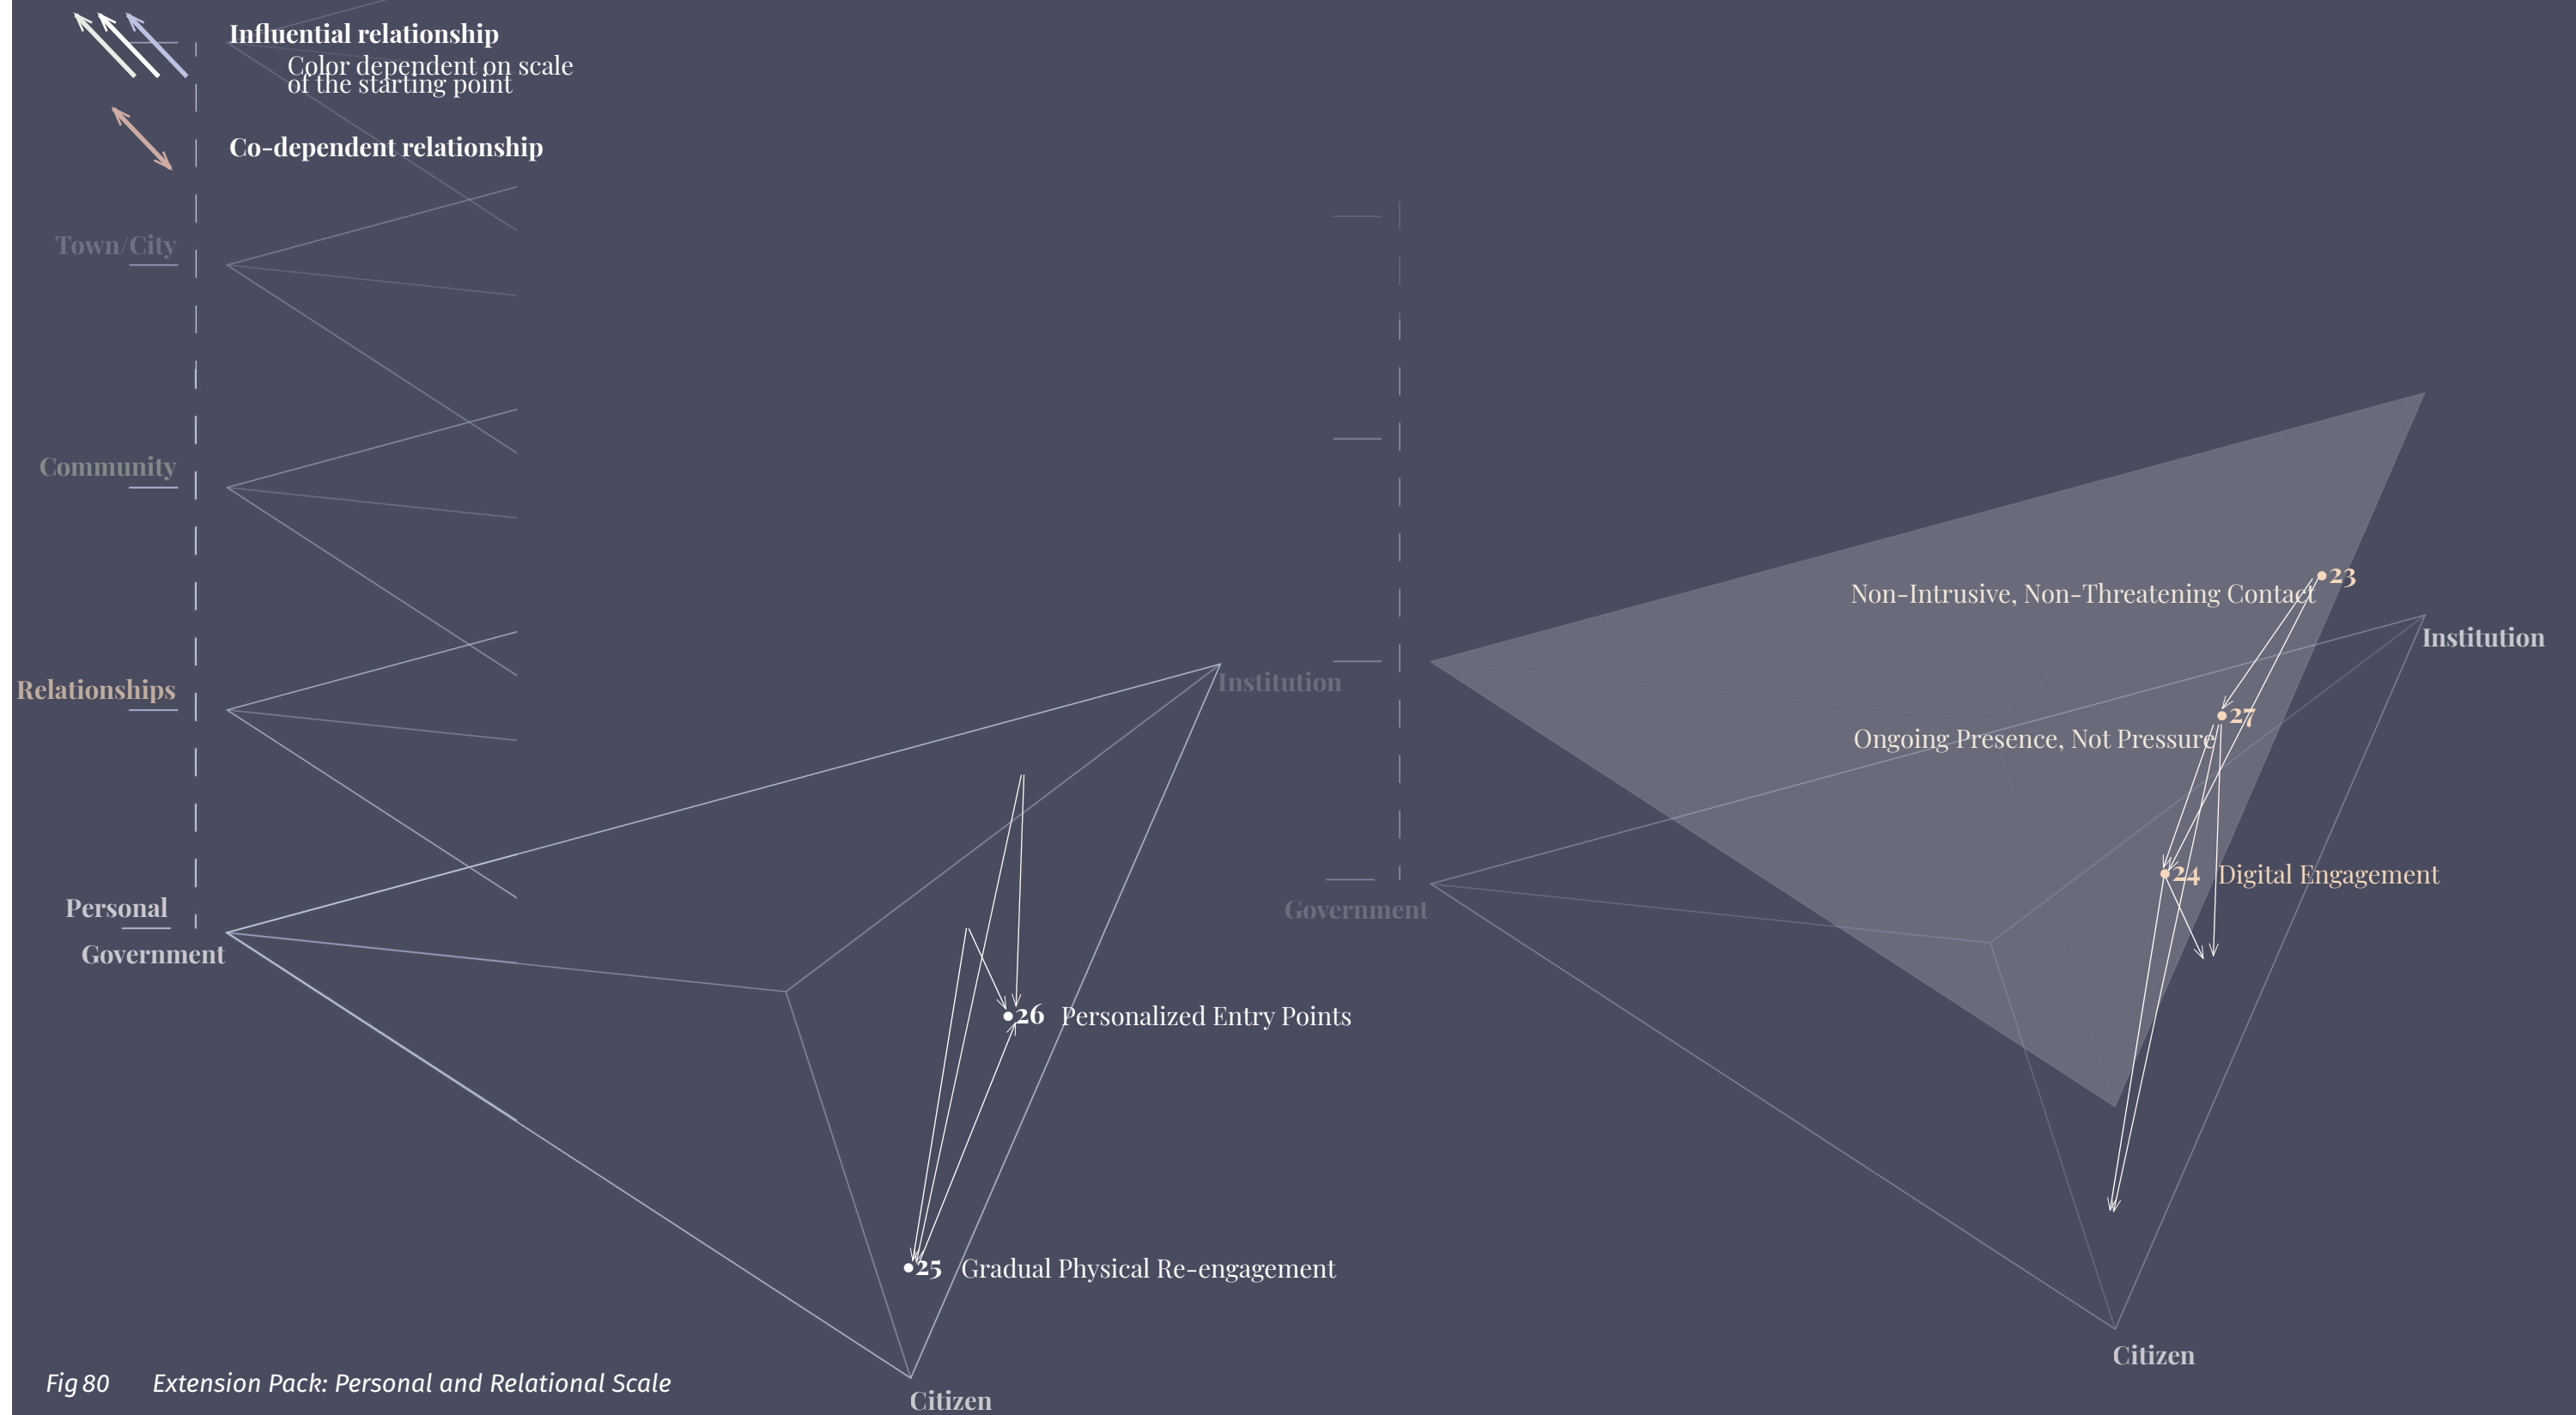 Influential relationship
Color dependent on scale
of the starting point
Co-dependent relationship
Town/City
Community
Relationships
Personal
Government
Institution
26 Personalized Entry Points
25 Gradual Physical Re-engagement
Citizen
23
Non-Intrusive, Non-Threatening Contact
Institution
27
Ongoing Presence, Not Pressure
24 Digital Engagement
Government
Citizen
Fig 80 Extension Pack: Personal and Relational Scale